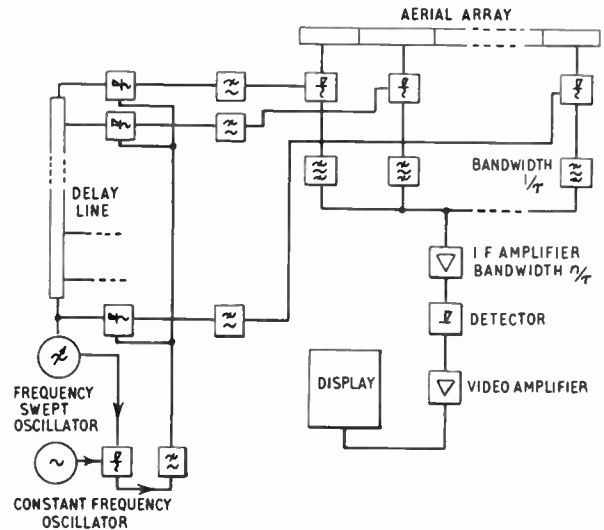 AERIAL ARRAY
BANDWIDTH
1/τ
DELAY
LINE
I F AMPLIFIER
BANDWIDTH n/τ
DETECTOR
DISPLAY
VIDEO AMPLIFIER
FREQUENCY
SWEPT
OSCILLATOR
CONSTANT FREQUENCY
OSCILLATOR